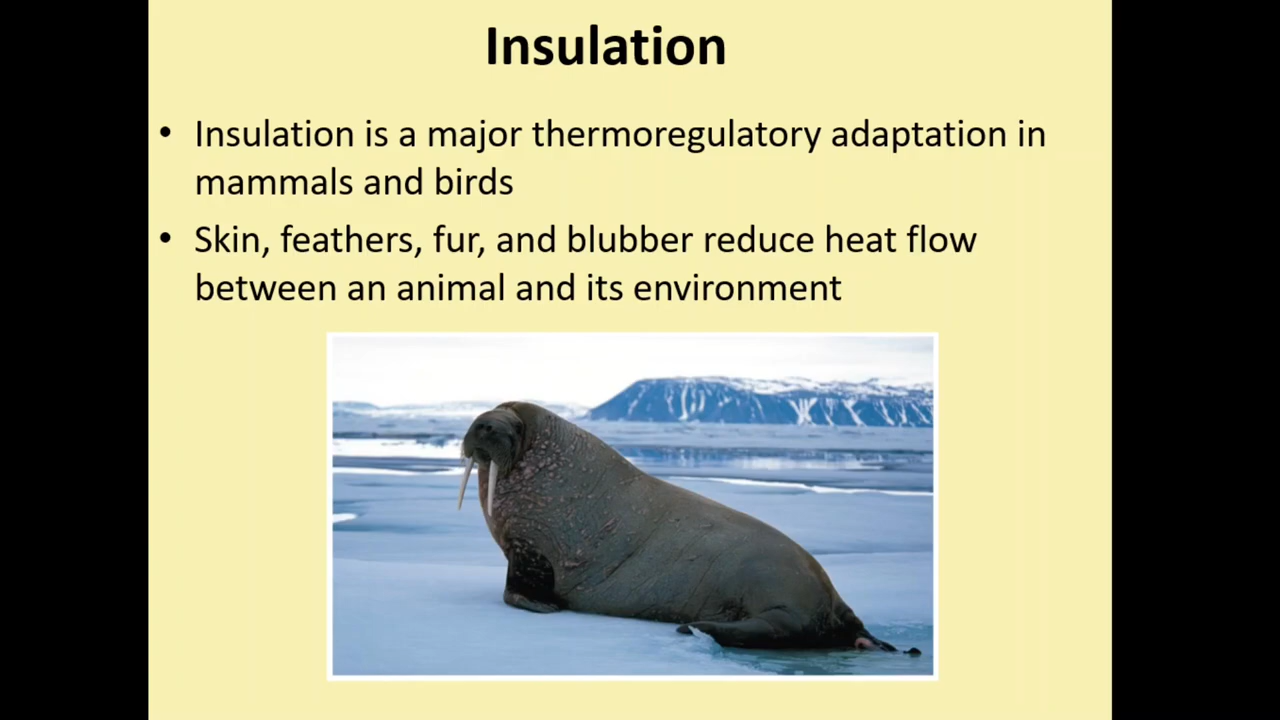 Insulation
• Insulation is a major thermoregulatory adaptation in
mammals and birds
• Skin, feathers, fur, and blubber reduce heat flow
between an animal and its environment